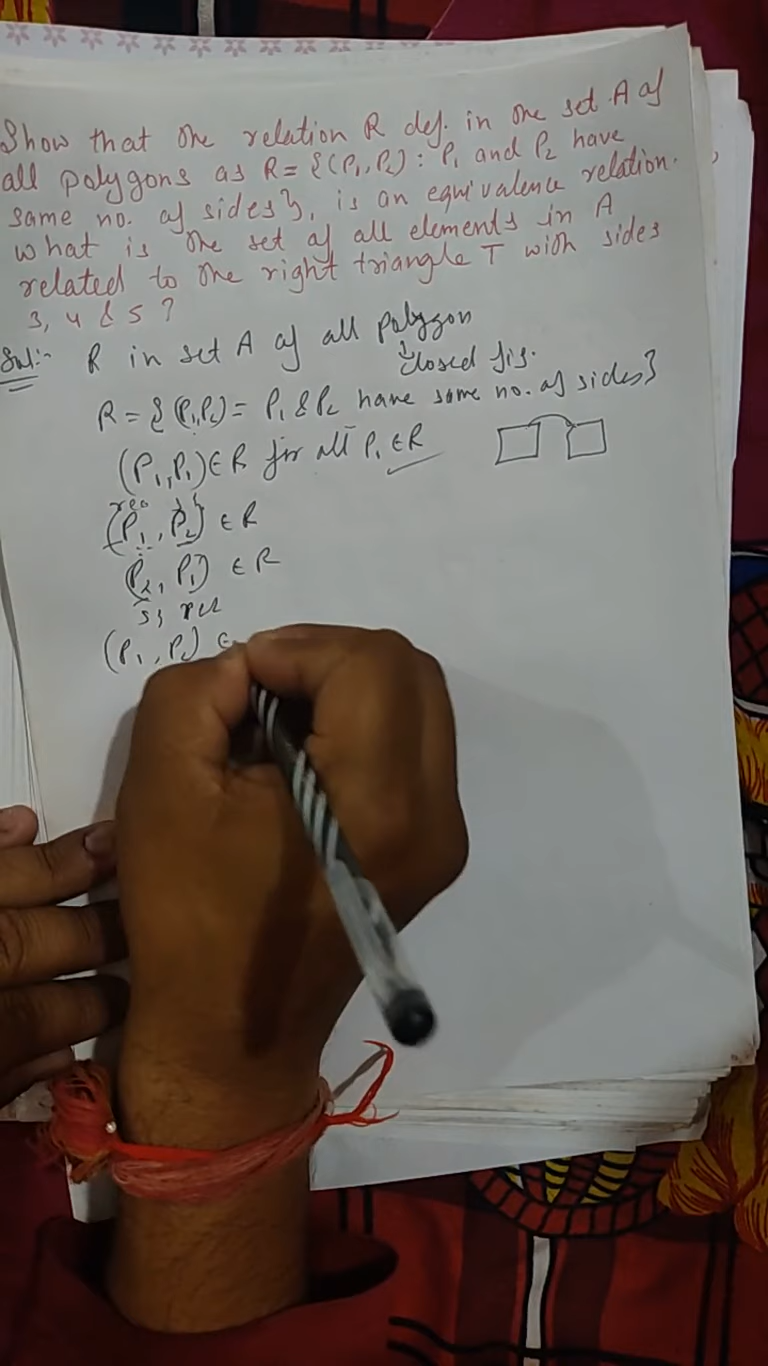 Show that the relation R def. in the set A of
all polygons as R = {(P₁, P₂) : P₁ and P₂ have
same no. of sides}, is an equivalence relation.
what is the set of all elements in A
related to the right triangle T with sides
3, 4 & 5 ?
Sol:- R in set A of all polygon
closed fig.
R = { (P₁,P₂) = P₁ & P₂ have same no. of sides}
(P₁, P₁) ∈ R for all P₁ ∈ R
(P₁, P₂) ∈ R
(P₂, P₁) ∈ R
(P₁, P₂) ∈